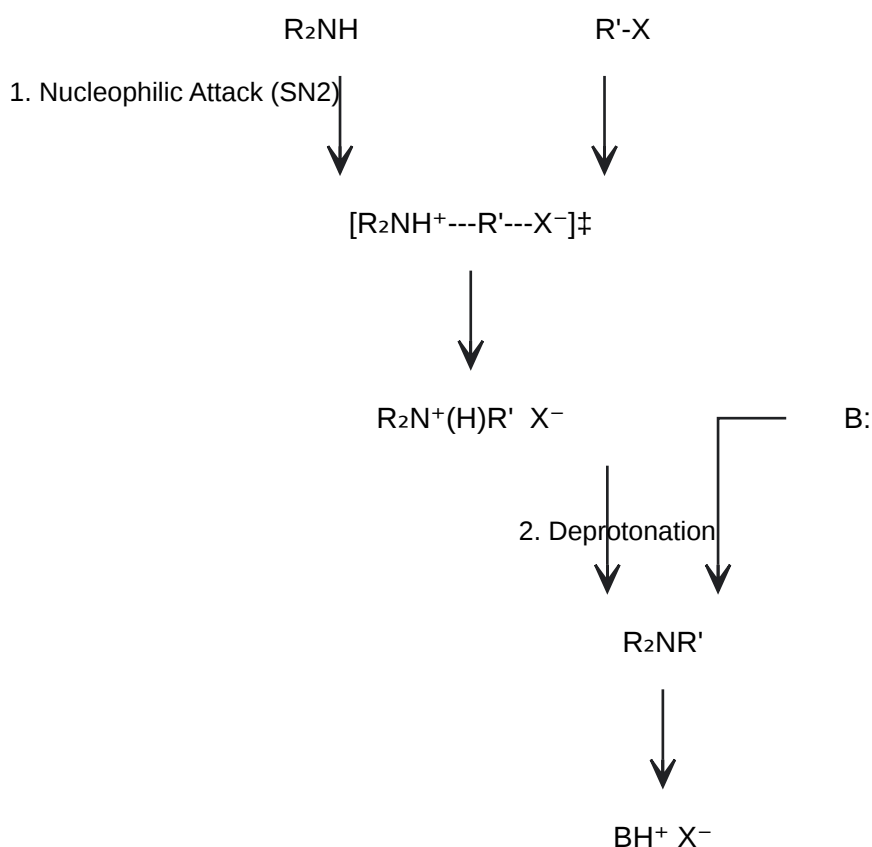 R₂NH
R'-X
1. Nucleophilic Attack (SN2)
[R₂NH⁺---R'---X⁻]‡
R₂N⁺(H)R' X⁻
B:
2. Deprotonation
R₂NR'
BH⁺ X⁻